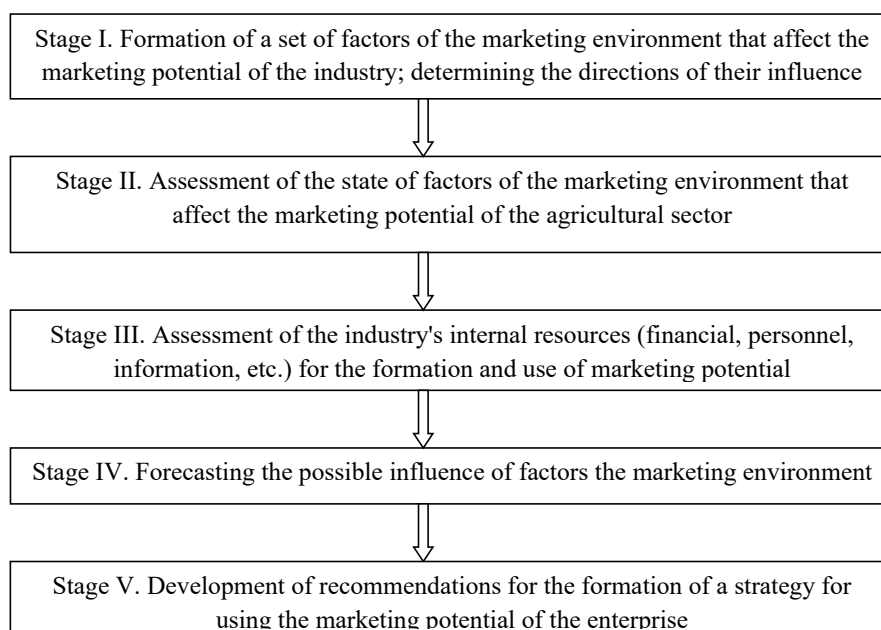 Stage I. Formation of a set of factors of the marketing environment that affect the
marketing potential of the industry; determining the directions of their influence
Stage II. Assessment of the state of factors of the marketing environment that
affect the marketing potential of the agricultural sector
Stage III. Assessment of the industry's internal resources (financial, personnel,
information, etc.) for the formation and use of marketing potential
Stage IV. Forecasting the possible influence of factors the marketing environment
Stage V. Development of recommendations for the formation of a strategy for
using the marketing potential of the enterprise